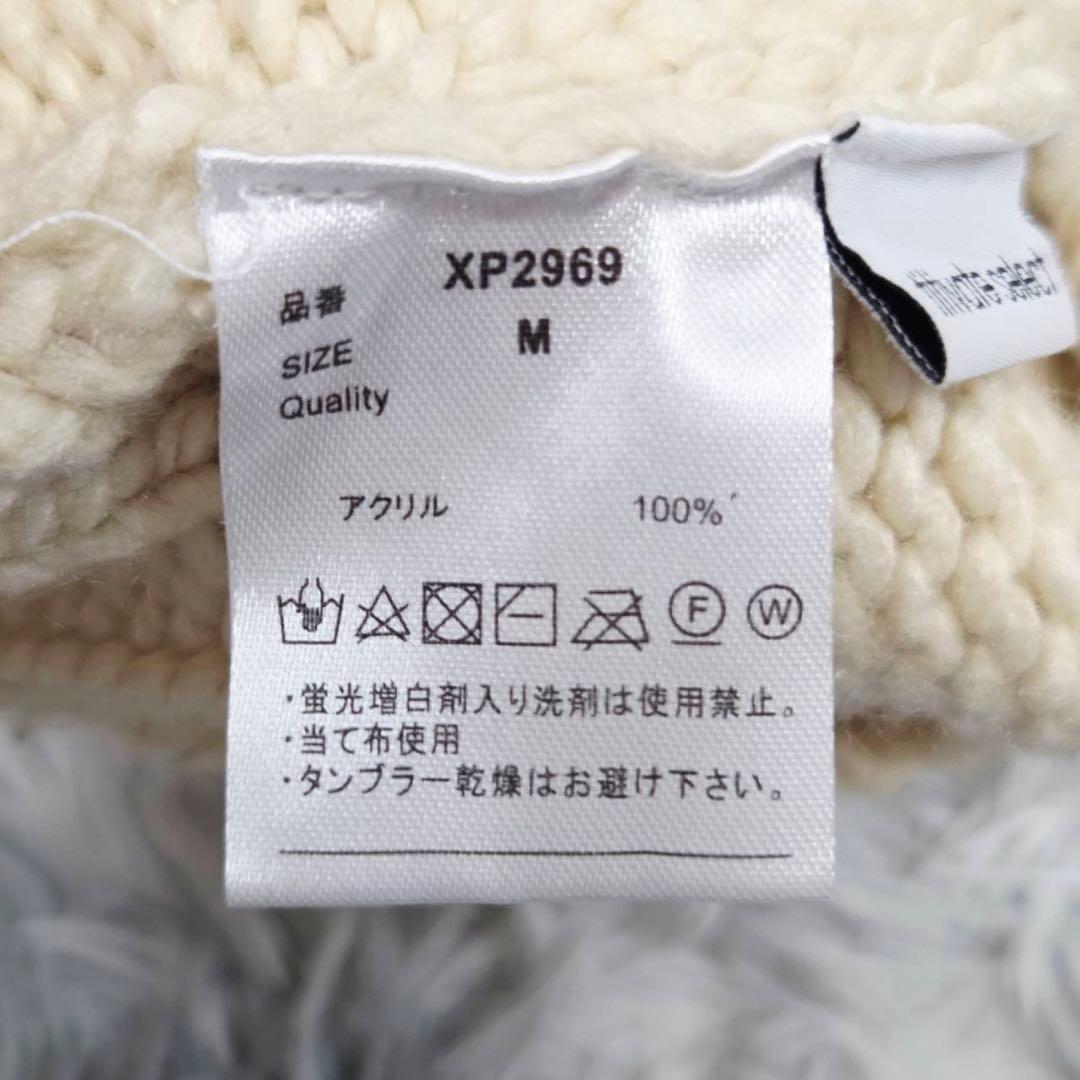 品番 XP2969
SIZE M
Quality
アクリル 100%
F W
・蛍光増白剤入り洗剤は使用禁止。
・当て布使用
・タンブラー乾燥はお避け下さい。
select